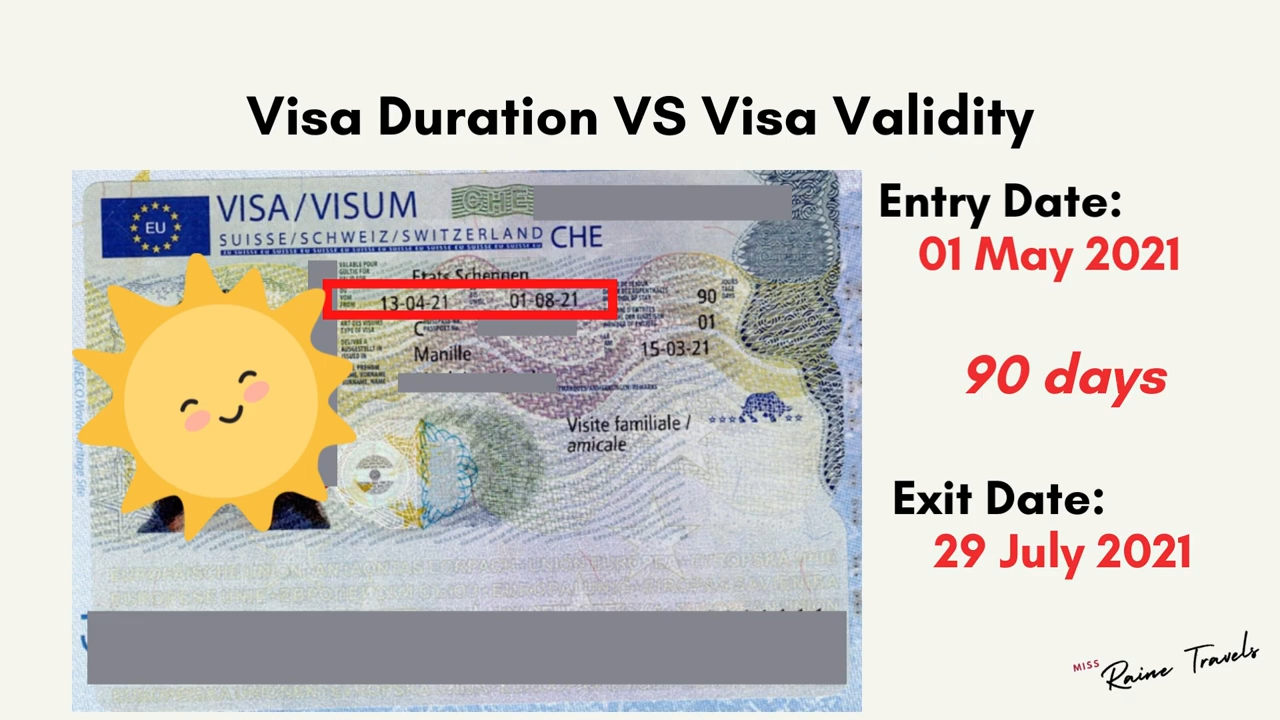 Visa Duration VS Visa Validity
EU
VISA/VISUM
CHE
SUISSE/SCHWEIZ/SWITZERLAND CHE
Etats Schengen
13-04-21
01-08-21
90
C
01
Manille
15-03-21
Visite familiale /
amicale
Entry Date:
01 May 2021
90 days
Exit Date:
29 July 2021
MISS Raine Travels